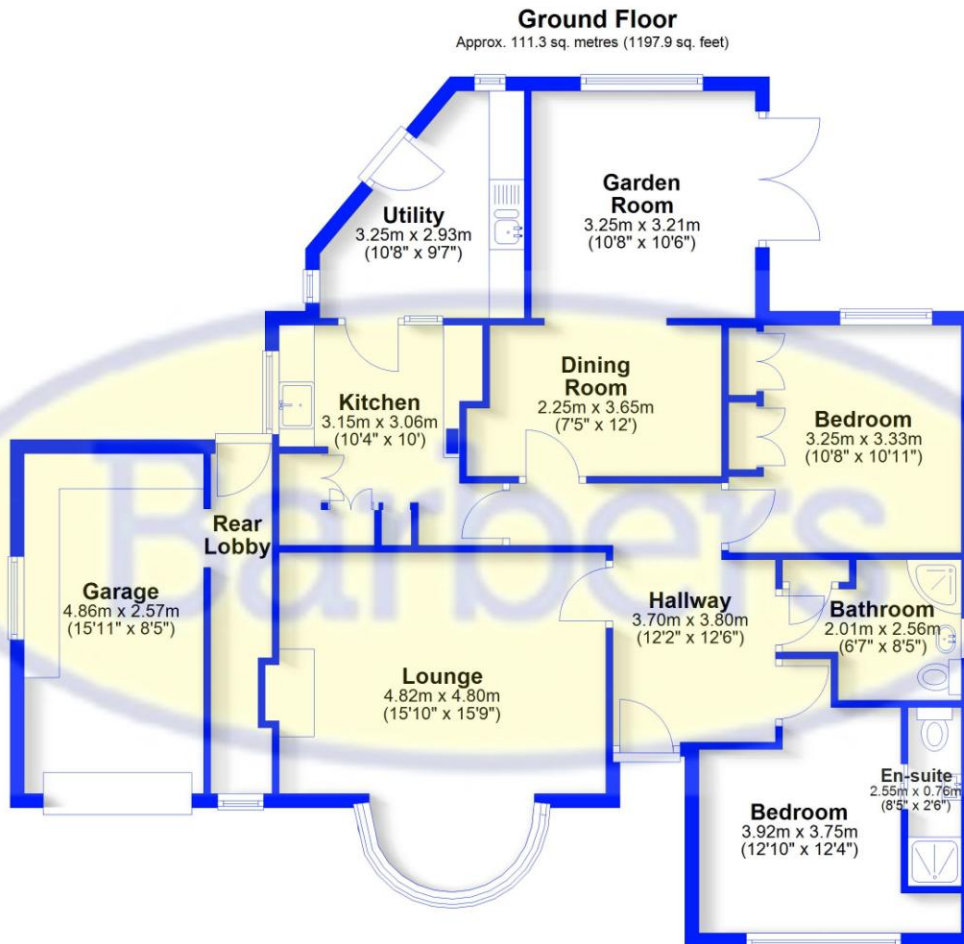 Ground Floor
Approx. 111.3 sq. metres (1197.9 sq. feet)
Utility
3.25m x 2.93m
(10'8" x 9'7")
Garden
Room
3.25m x 3.21m
(10'8" x 10'6")
Kitchen
3.15m x 3.06m
(10'4" x 10')
Dining
Room
2.25m x 3.65m
(7'5" x 12')
Bedroom
3.25m x 3.33m
(10'8" x 10'11")
Rear
Lobby
Garage
4.86m x 2.57m
(15'11" x 8'5")
Barbers
Hallway
3.70m x 3.80m
(12'2" x 12'6")
Bathroom
2.01m x 2.56m
(6'7" x 8'5")
Lounge
4.82m x 4.80m
(15'10" x 15'9")
En-suite
2.55m x 0.76m
(8'5" x 2'6")
Bedroom
3.92m x 3.75m
(12'10" x 12'4")